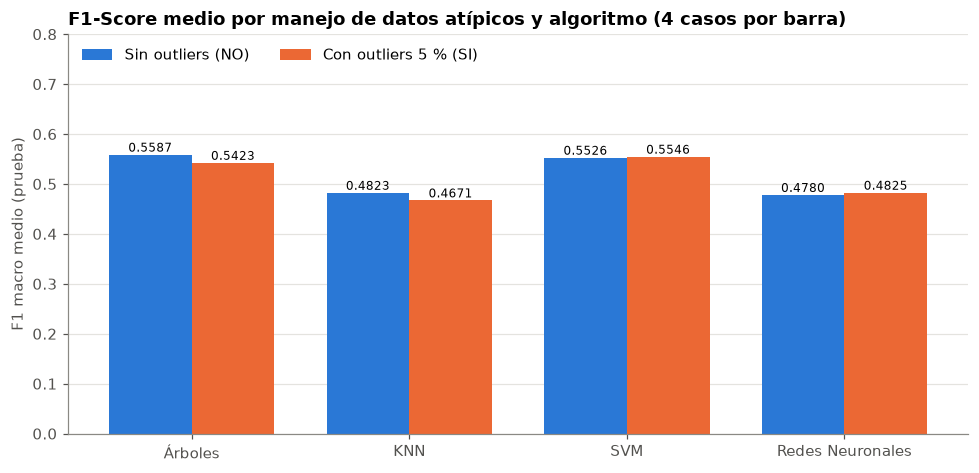 F1-Score medio por manejo de datos atípicos y algoritmo (4 casos por barra)
Sin outliers (NO)
Con outliers 5 % (SI)
F1 macro medio (prueba)
0.8
0.7
0.6
0.5
0.4
0.3
0.2
0.1
0.0
0.5587
0.5423
0.4823
0.4671
0.5526
0.5546
0.4780
0.4825
Árboles
KNN
SVM
Redes Neuronales